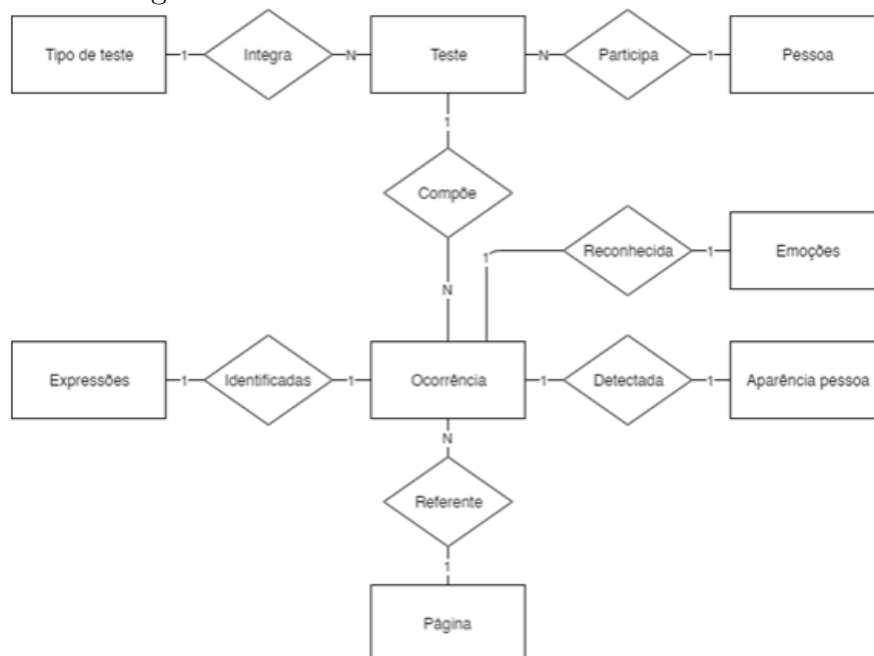 Tipo de teste 1 Integra N Teste N Participa 1 Pessoa
1
Compõe
1 Reconhecida 1 Emoções
N
Expressões 1 Identificadas 1 Ocorrência 1 Detectada 1 Aparência pessoa
N
Referente
1
Página